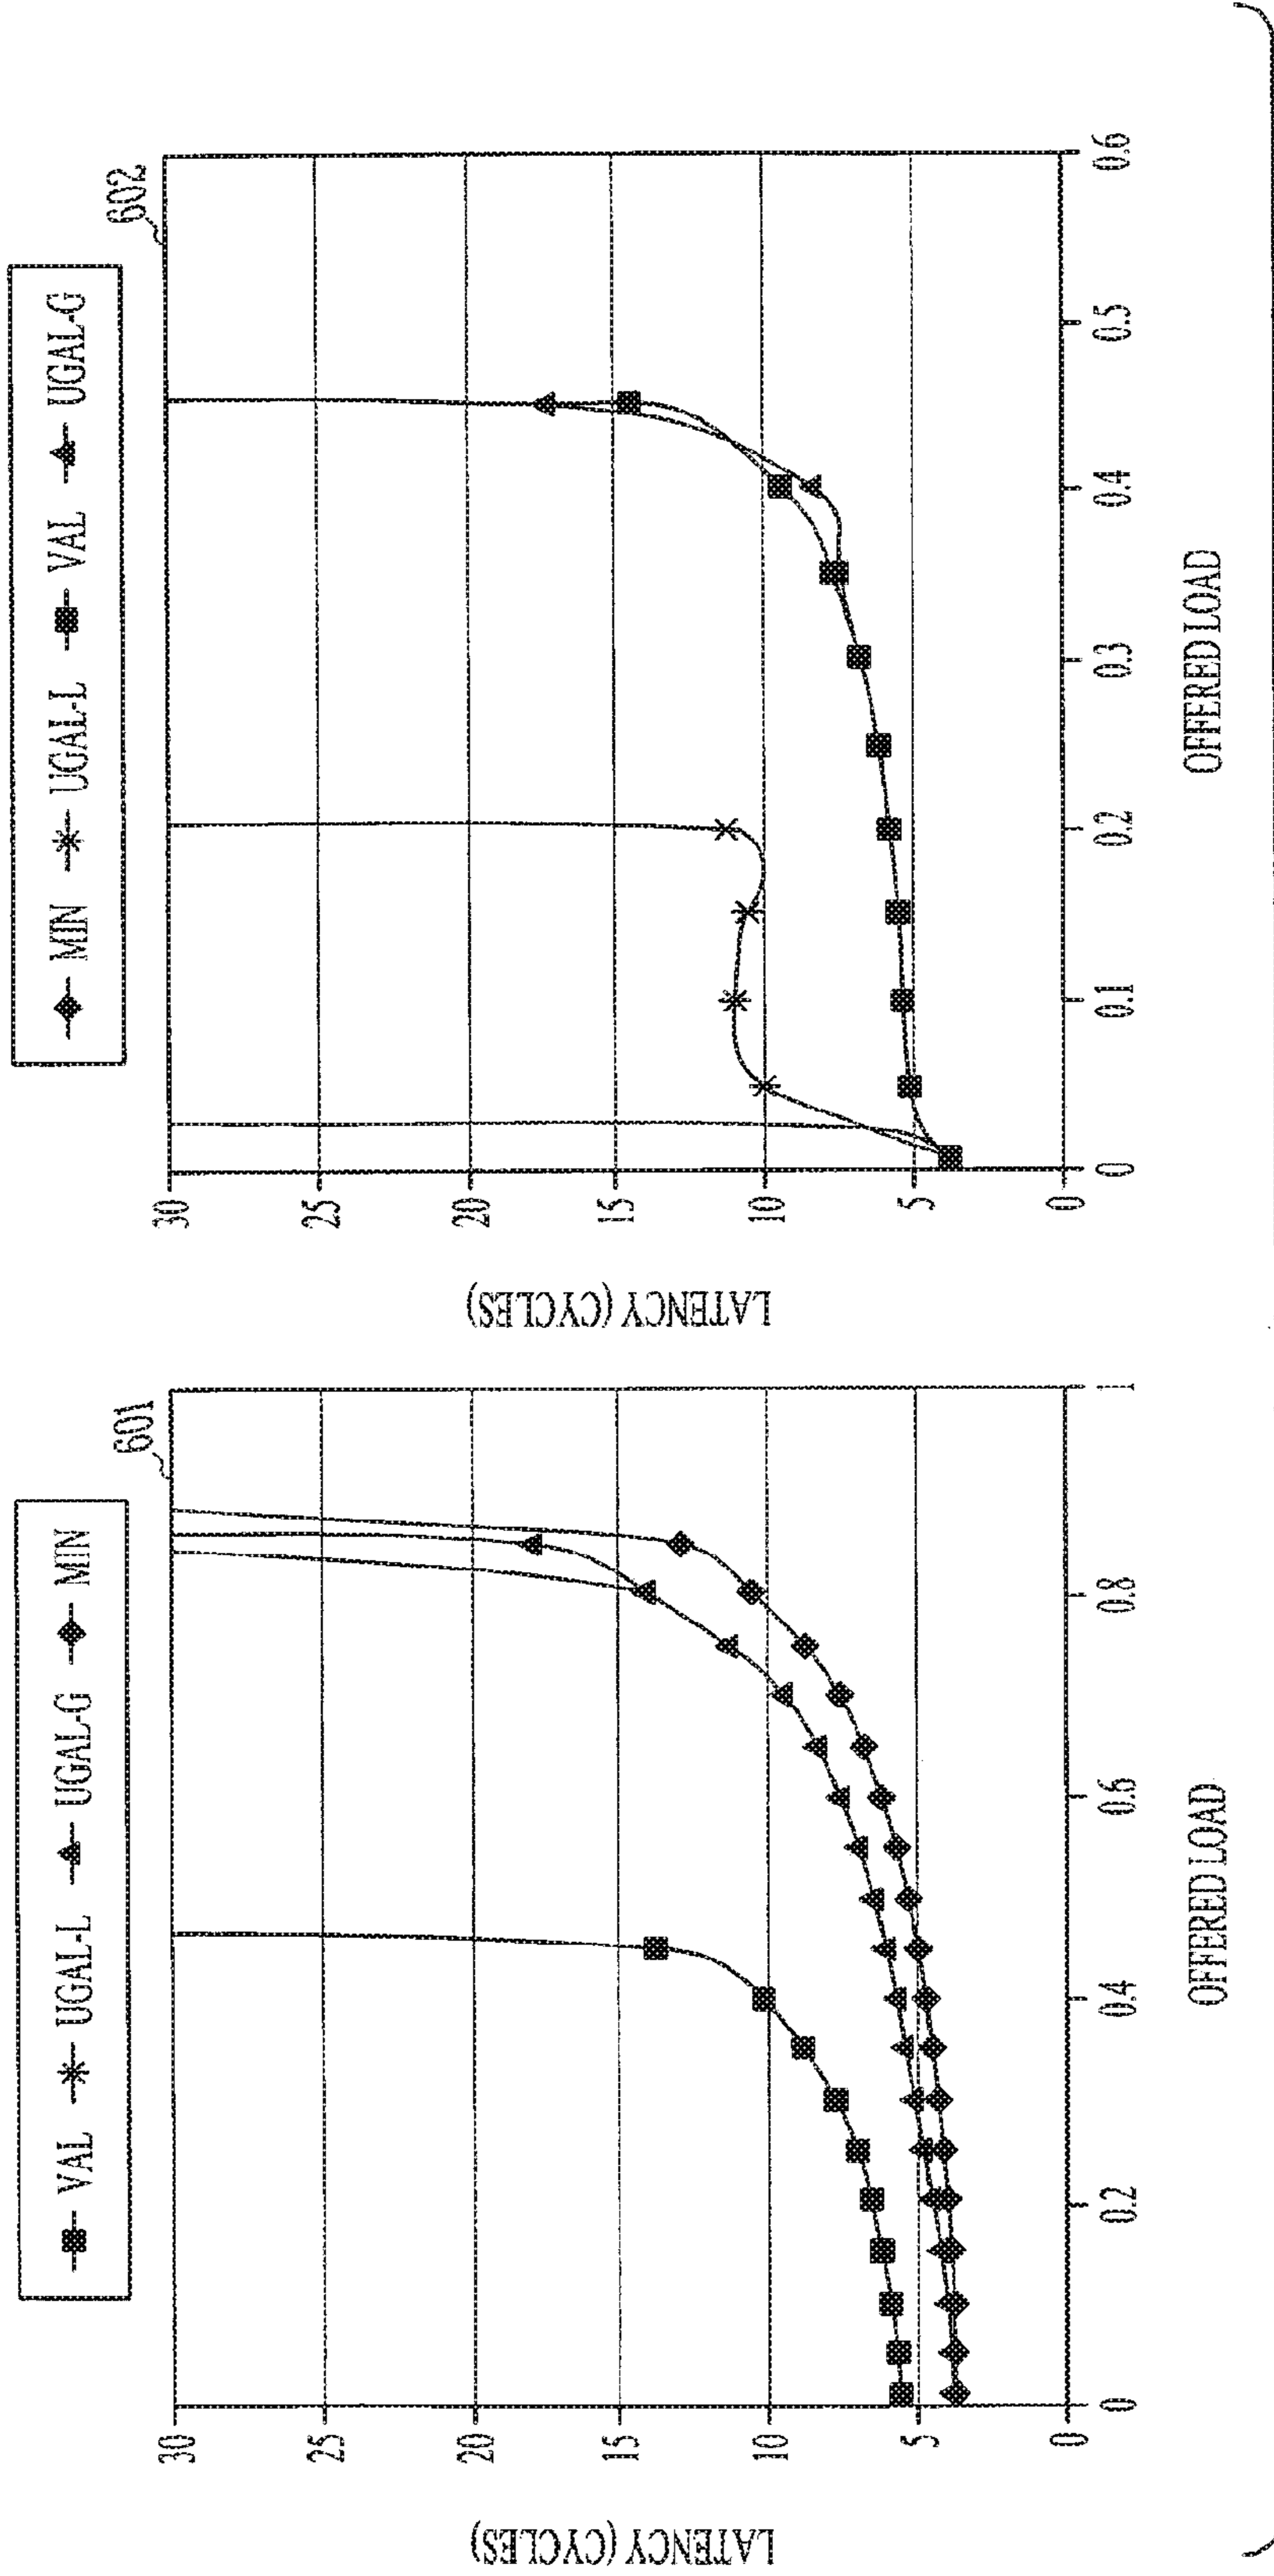 VAL UGAL-L UGAL-G MIN
601
30
25
20
15
10
5
0
LATENCY (CYCLES)
0 0.2 0.4 0.6 0.8 1
OFFERED LOAD
MIN UGAL-L VAL UGAL-G
602
30
25
20
15
10
5
0
LATENCY (CYCLES)
0 0.1 0.2 0.3 0.4 0.5 0.6
OFFERED LOAD